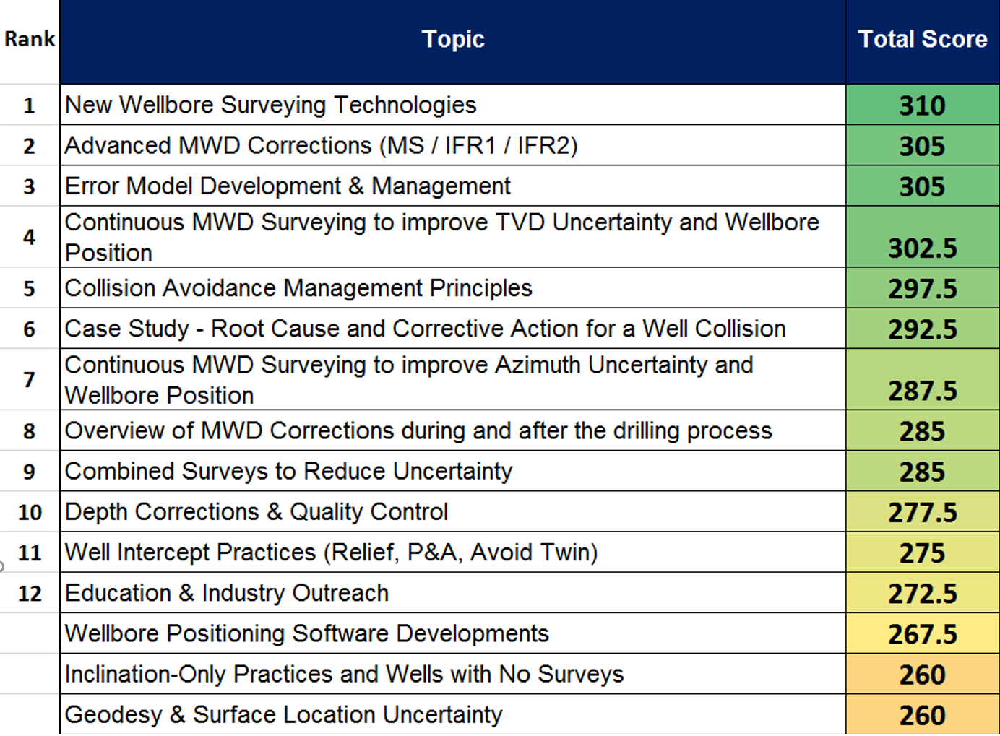 Rank Topic Total Score
1 New Wellbore Surveying Technologies 310
2 Advanced MWD Corrections (MS / IFR1 / IFR2) 305
3 Error Model Development & Management 305
4 Continuous MWD Surveying to improve TVD Uncertainty and Wellbore
Position 302.5
5 Collision Avoidance Management Principles 297.5
6 Case Study - Root Cause and Corrective Action for a Well Collision 292.5
7 Continuous MWD Surveying to improve Azimuth Uncertainty and
Wellbore Position 287.5
8 Overview of MWD Corrections during and after the drilling process 285
9 Combined Surveys to Reduce Uncertainty 285
10 Depth Corrections & Quality Control 277.5
11 Well Intercept Practices (Relief, P&A, Avoid Twin) 275
12 Education & Industry Outreach 272.5
Wellbore Positioning Software Developments 267.5
Inclination-Only Practices and Wells with No Surveys 260
Geodesy & Surface Location Uncertainty 260